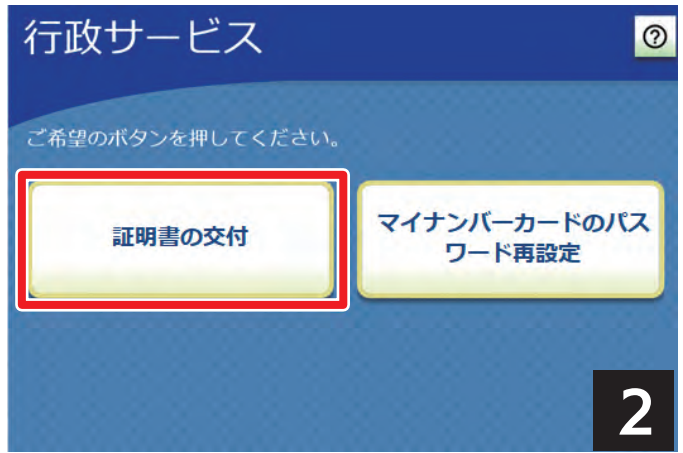 行政サービス
?
ご希望のボタンを押してください。
証明書の交付
マイナンバーカードのパス
ワード再設定
2